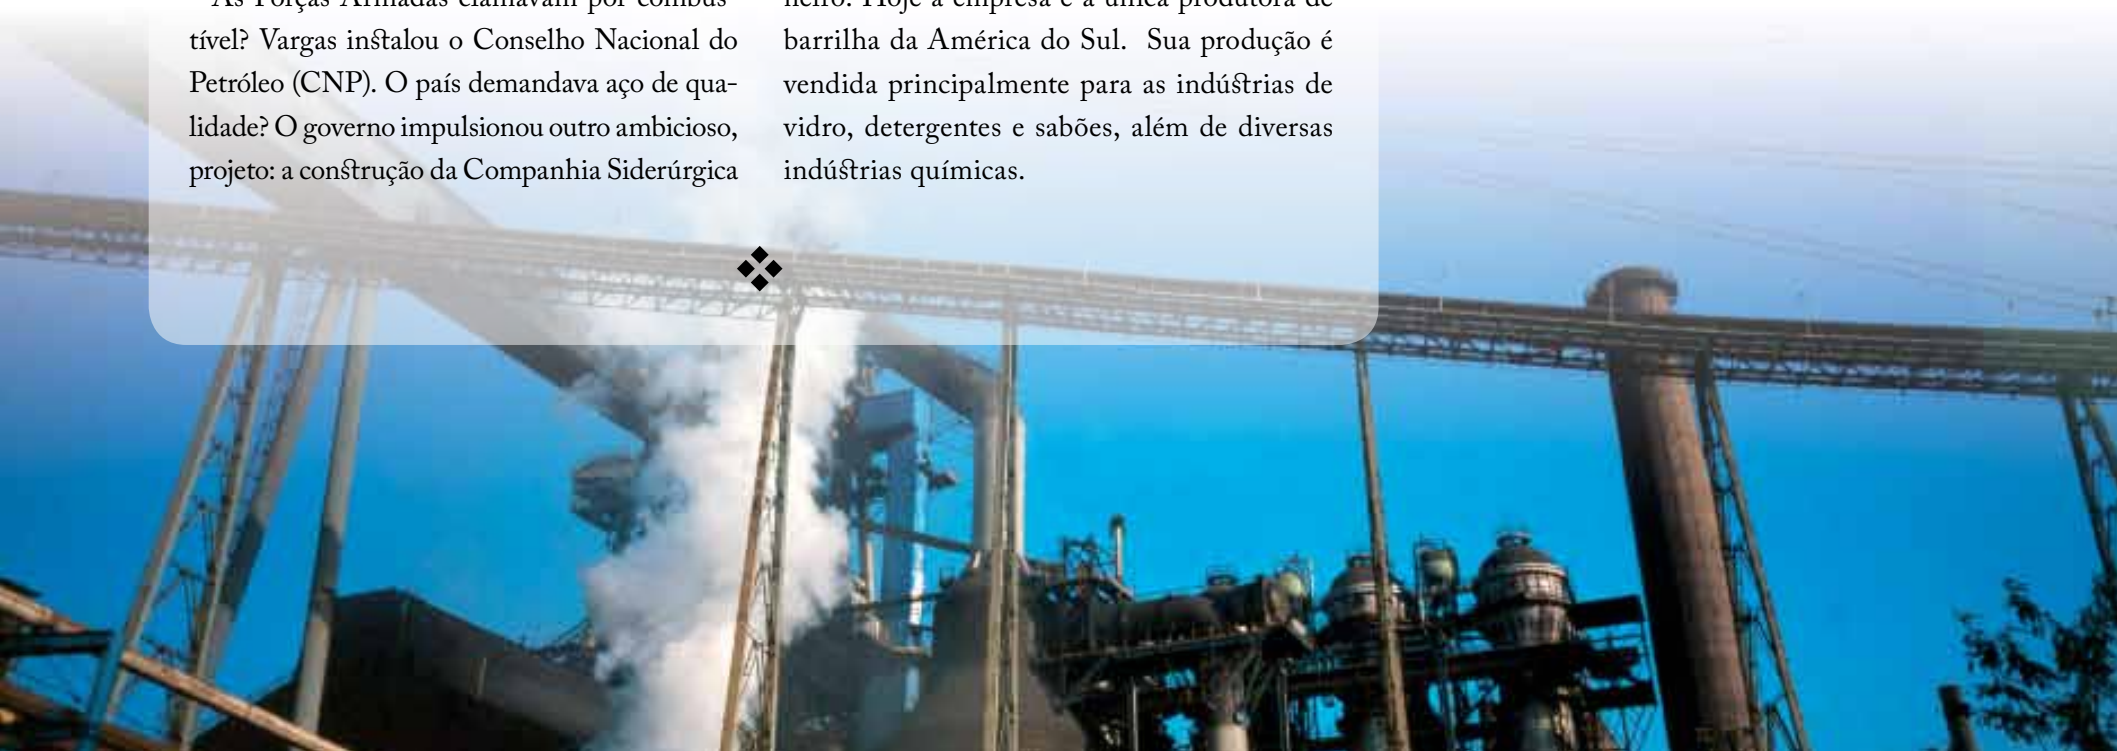 As Forças Armadas clamavam por combus-
tível? Vargas instalou o Conselho Nacional do
Petróleo (CNP). O país demandava aço de qua-
lidade? O governo impulsionou outro ambicioso,
projeto: a construção da Companhia Siderúrgica
neiro. Hoje a empresa é a única produtora de
barrilha da América do Sul.  Sua produção é
vendida principalmente para as indústrias de
vidro, detergentes e sabões, além de diversas
indústrias químicas.